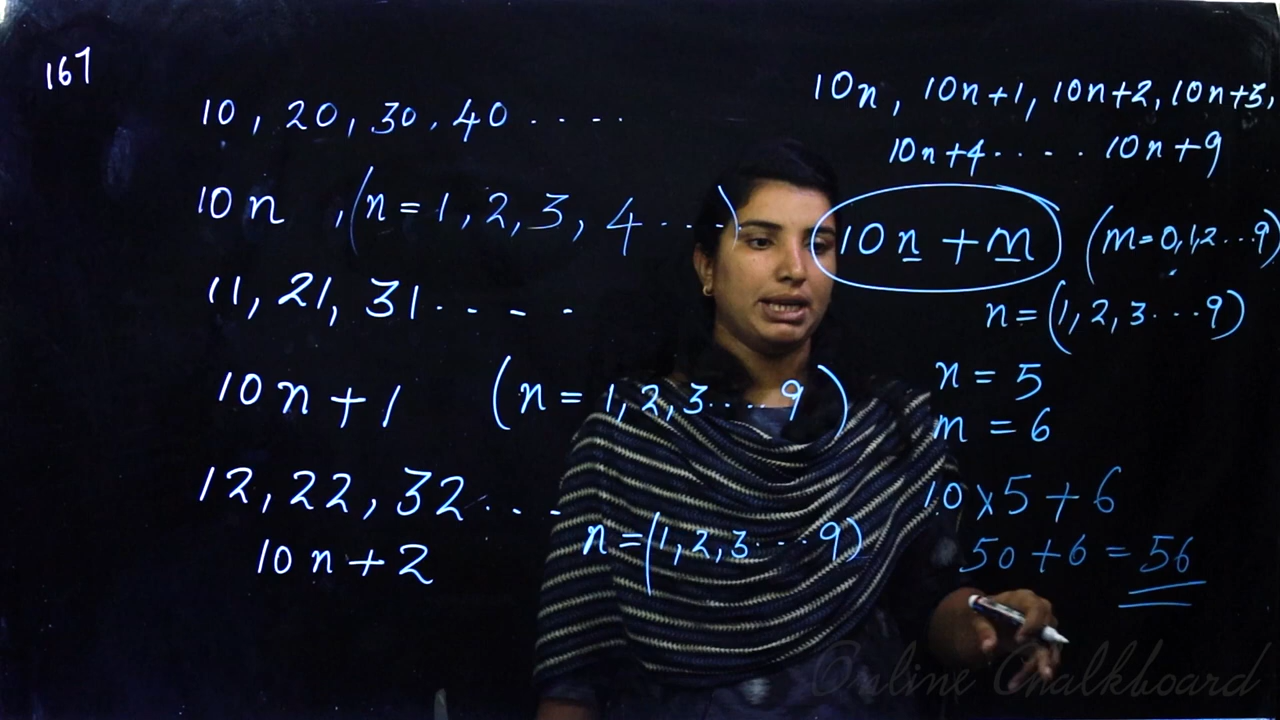 167
10, 20, 30, 40 ....
10n , (n = 1, 2, 3, 4 ...)
11, 21, 31 ....
10n + 1 (n = 1, 2, 3.... 9)
12, 22, 32 ...
10n + 2 n = (1, 2, 3 ... 9)
10n, 10n+1, 10n+2, 10n+3,
10n+4 .... 10n+9
10n + m (m=0,1,2...9)
n = (1, 2, 3 ... 9)
n = 5
m = 6
10 x 5 + 6
50 + 6 = 56
Online Chalkboard